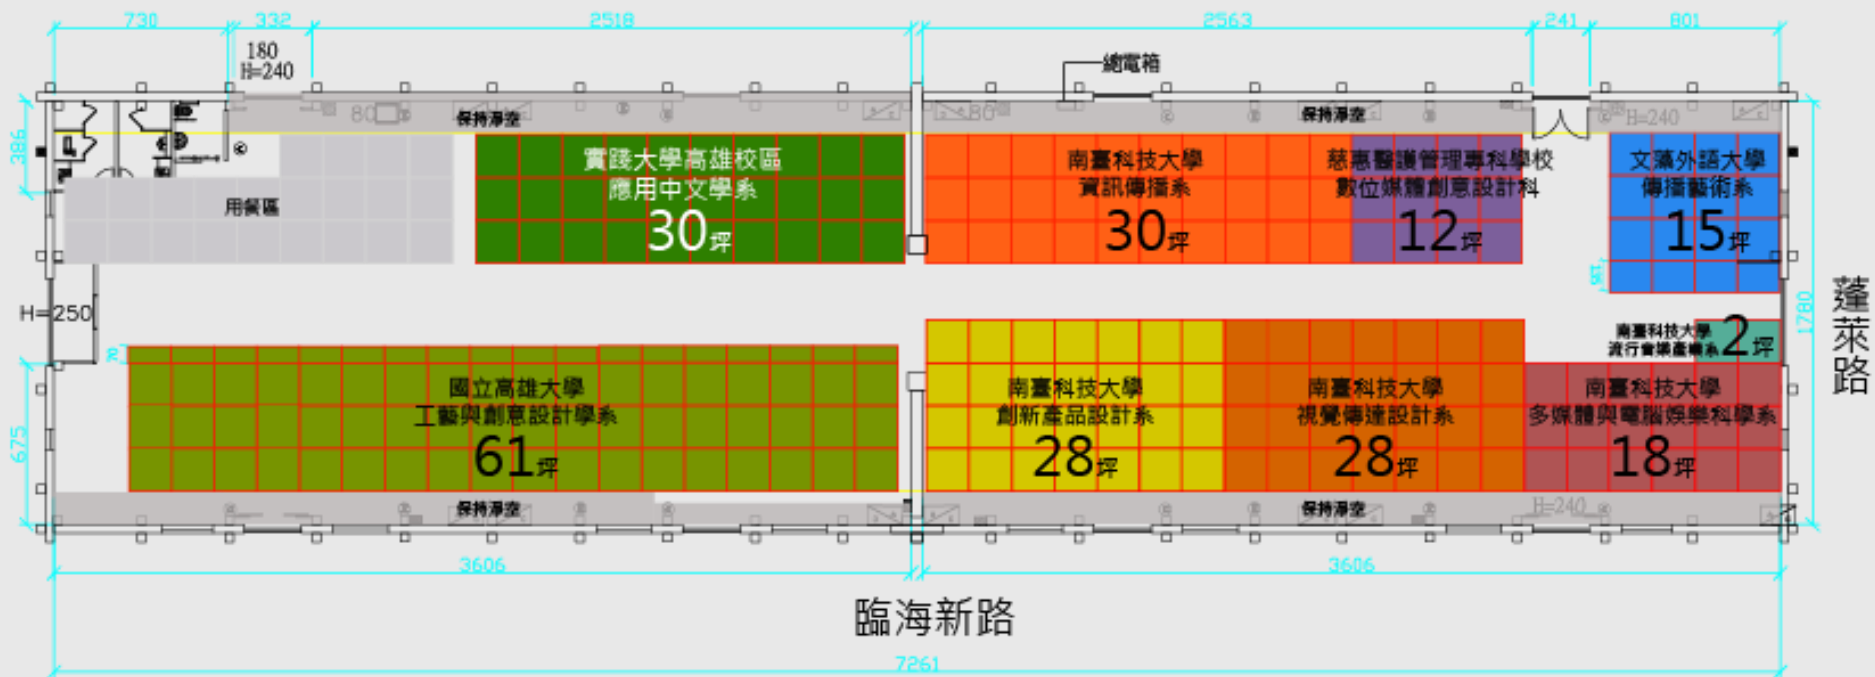 730
332
2518
2563
241
801
180
H=240
總電箱
保持淨空
保持淨空
80
80
H=240
386
實踐大學高雄校區
應用中文學系
30坪
南臺科技大學
資訊傳播系
30坪
慈惠醫護管理專科學校
數位媒體創意設計科
12坪
文藻外語大學
傳播藝術系
15坪
用餐區
135
H=250
70
1780
蓬萊路
南臺科技大學
流行音樂產業系
2坪
國立高雄大學
工藝與創意設計學系
61坪
南臺科技大學
創新產品設計系
28坪
南臺科技大學
視覺傳達設計系
28坪
南臺科技大學
多媒體與電腦娛樂科學系
18坪
675
保持淨空
保持淨空
H=240
3606
3606
臨海新路
7261